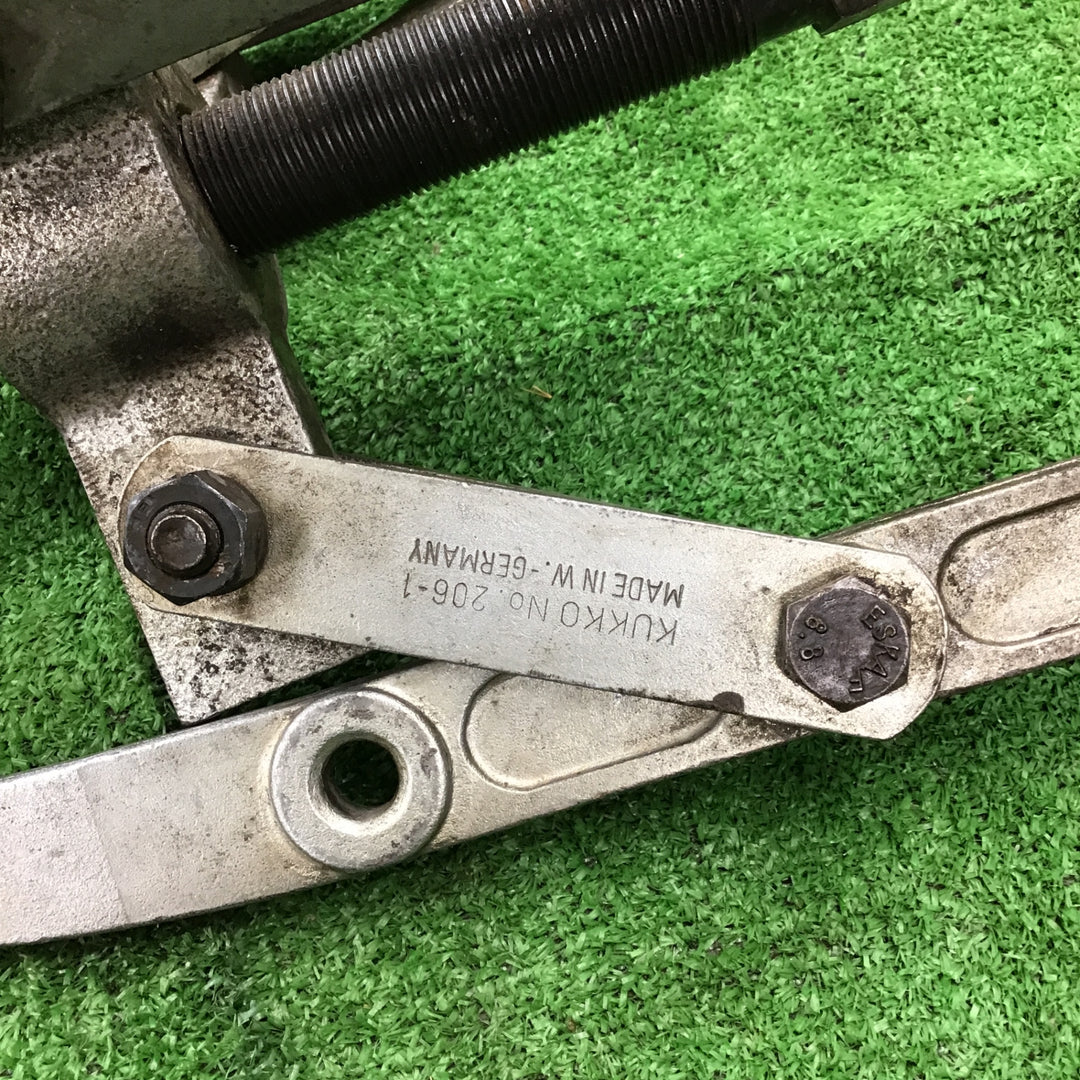 KUKKO No. 206-1
MADE IN W.-GERMANY
ESKA
8.8